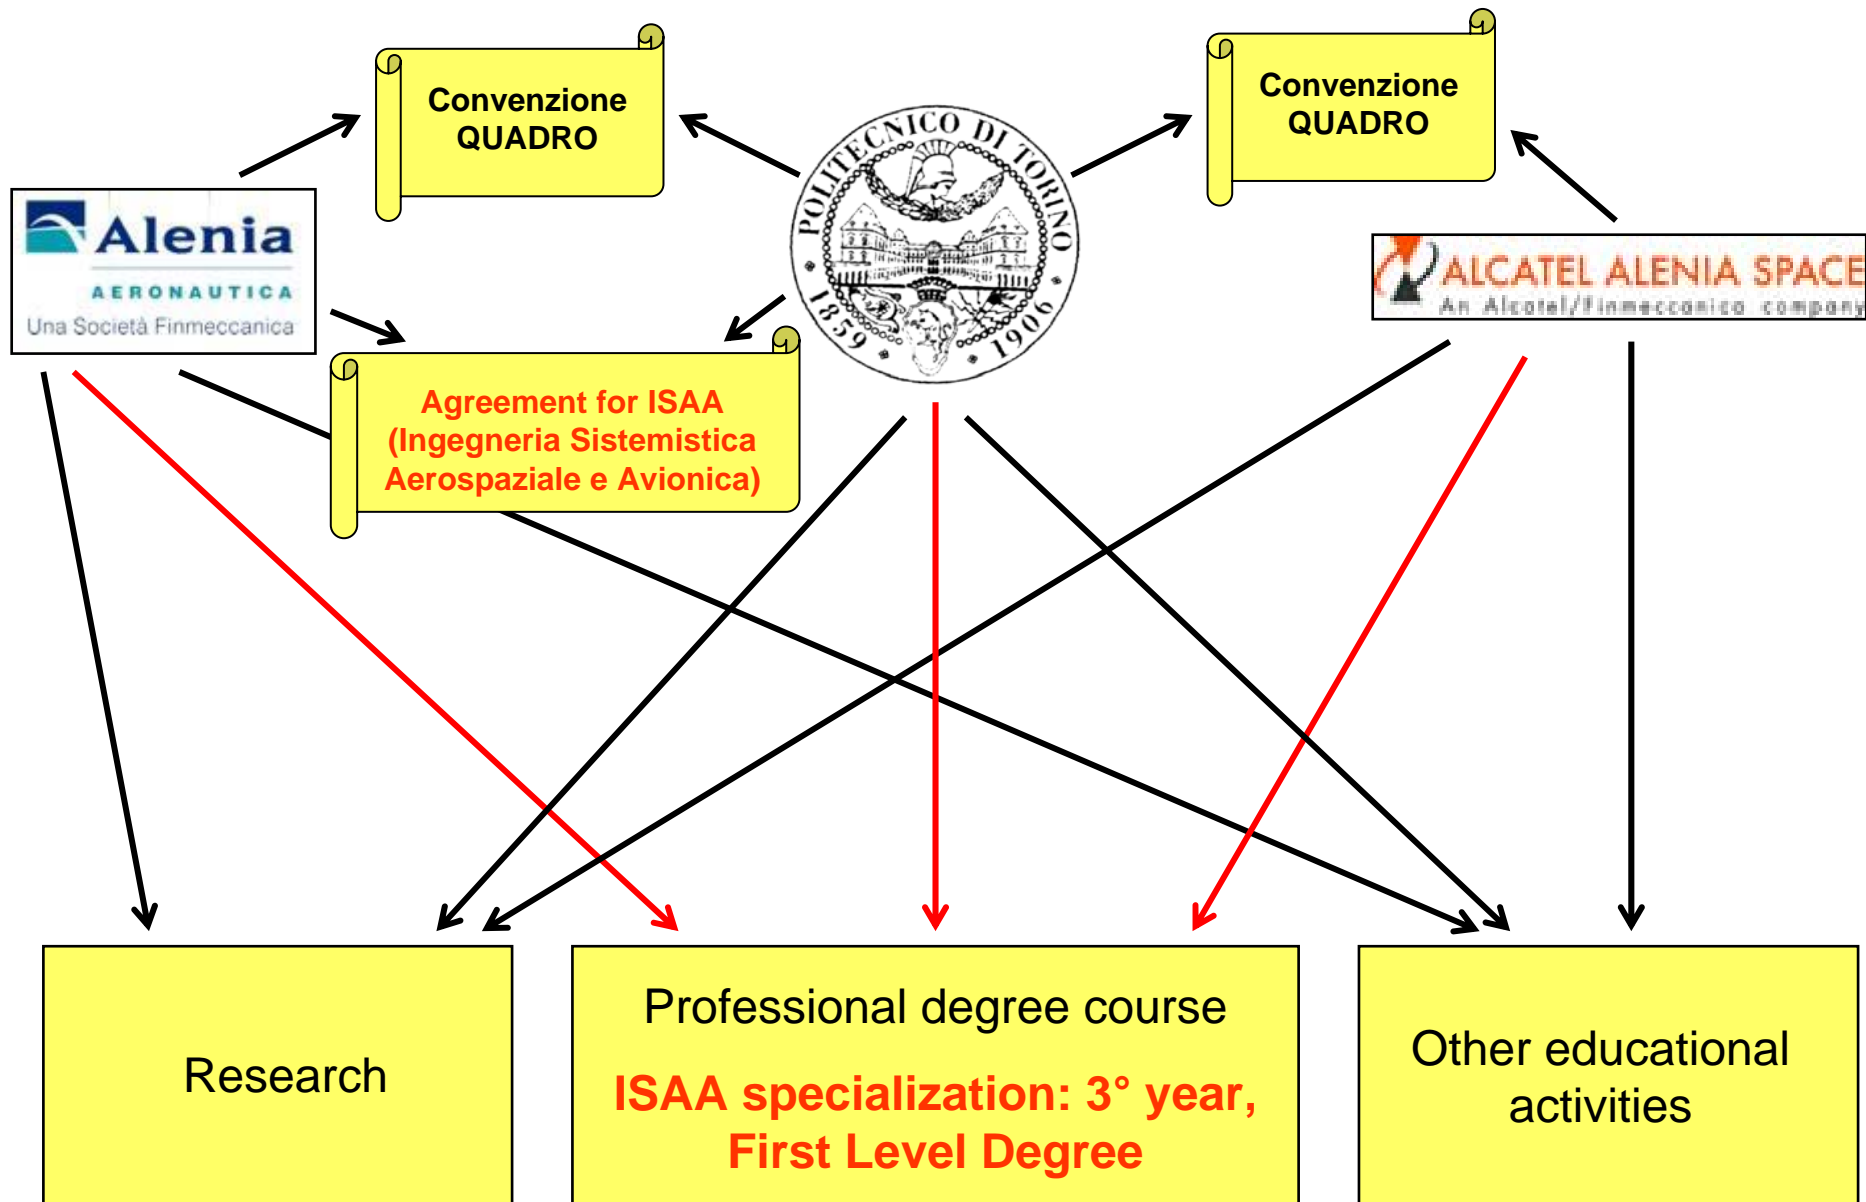 Convenzione
QUADRO
Convenzione
QUADRO
POLITECNICO DI TORINO
1859
1906
Alenia
AERONAUTICA
Una Società Finmeccanica
ALCATEL ALENIA SPACE
An Alcatel/Finmeccanica company
Agreement for ISAA
(Ingegneria Sistemistica
Aerospaziale e Avionica)
Research
Professional degree course
ISAA specialization: 3° year,
First Level Degree
Other educational
activities